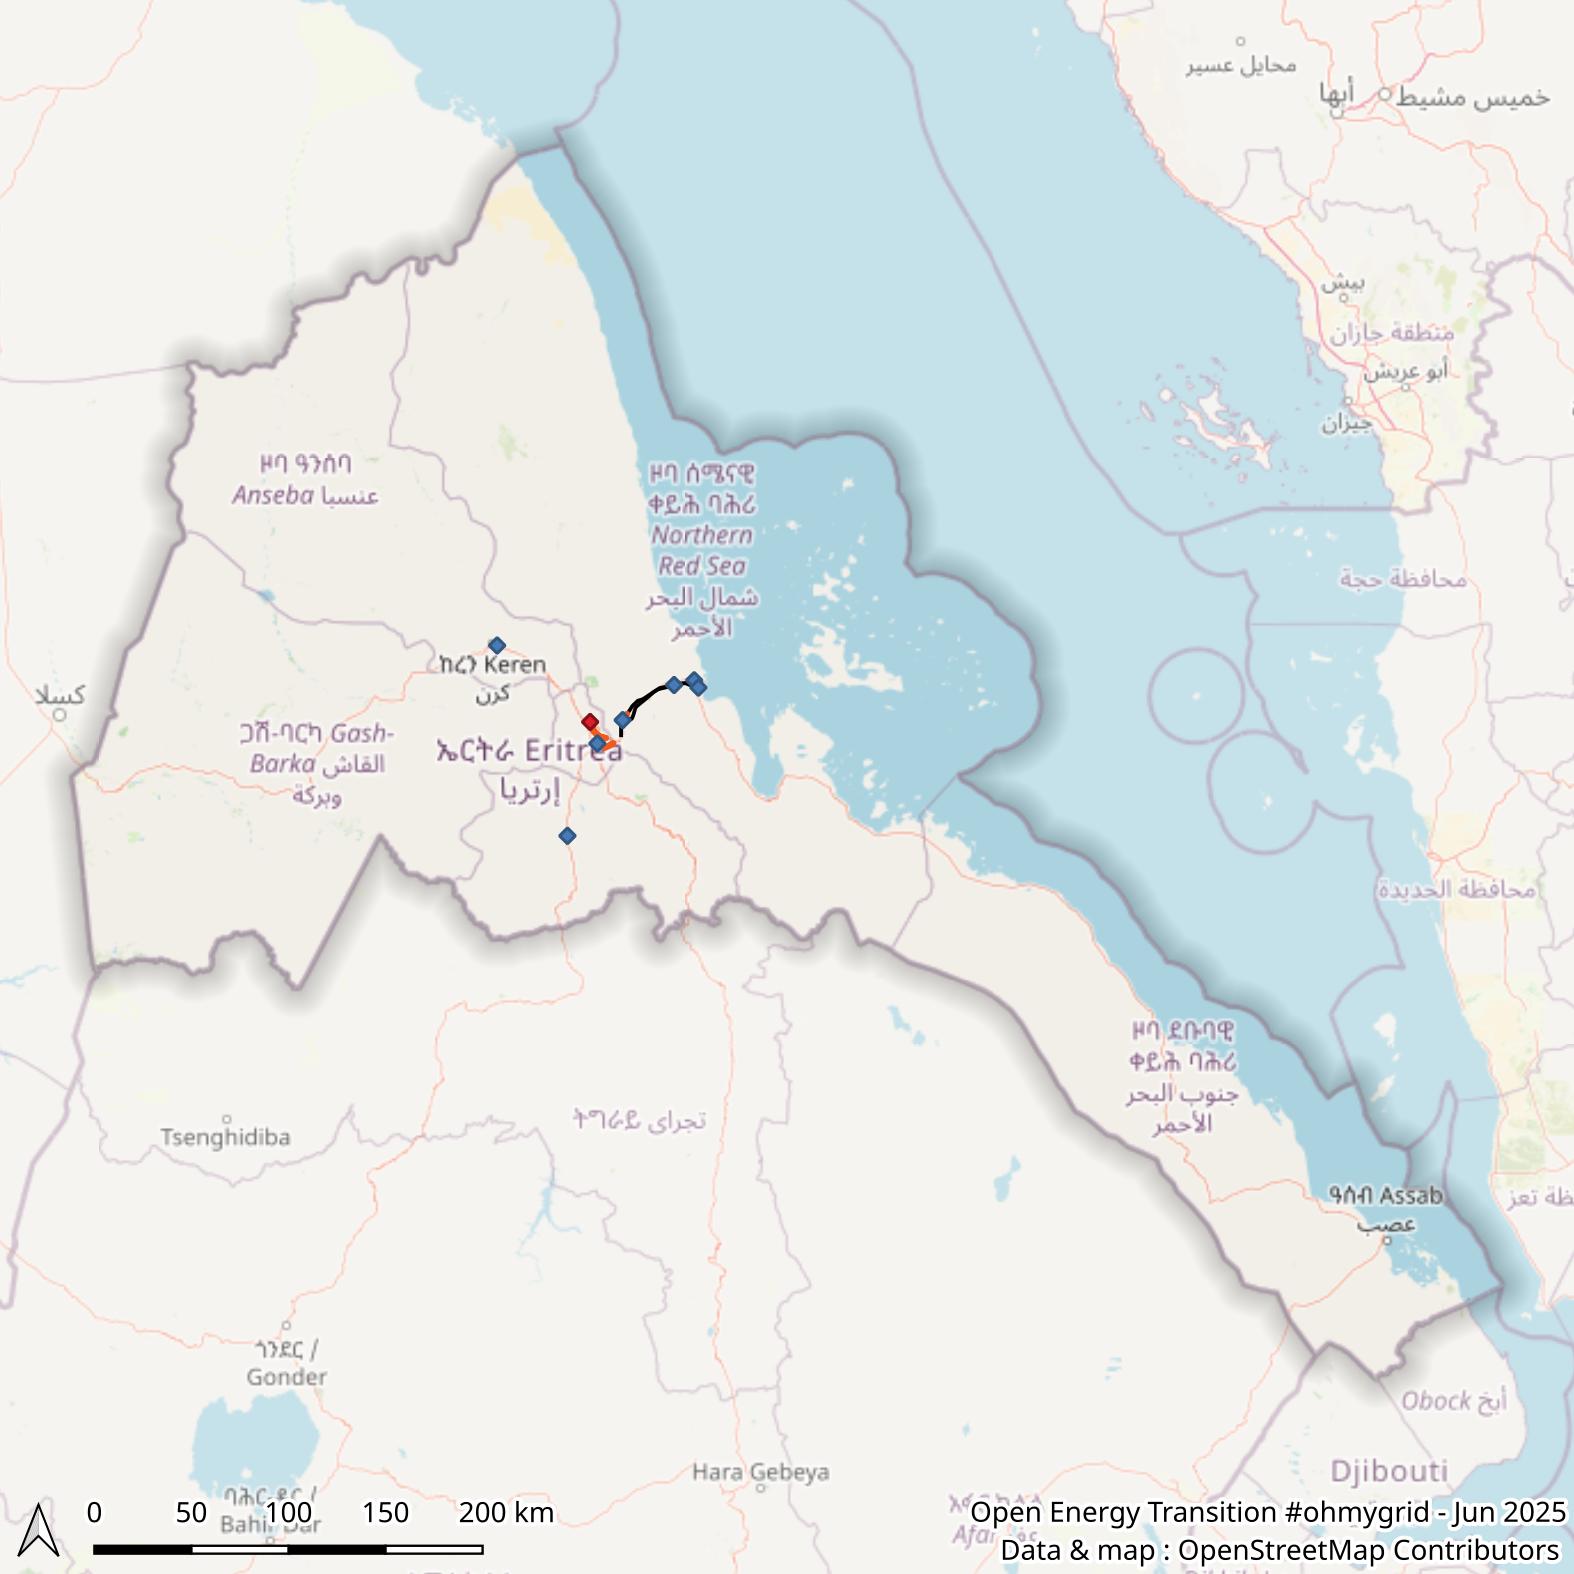 محايل عسير
أبها
خميس مشيط
بيش
منطقة جازان
أبو عريش
جيزان
ዞባ ዓንሰባ
Anseba عنسبا
ዞባ ሰሜናዊ
ቀይሕ ባሕሪ
Northern
Red Sea
شمال البحر
الأحمر
محافظة حجة
ከረን Keren
كرن
كسلا
ጋሽ-ባርካ Gash-
Barka القاش
وبركة
ኤርትራ Eritrea
إرتريا
محافظة الحديدة
ዞባ ደቡባዊ
ቀይሕ ባሕሪ
جنوب البحر
الأحمر
ትግራይ تجراي
Tsenghidiba
ዓሰብ Assab
عصب
ظة تعز
ጎንደር /
Gonder
Obock أبخ
Djibouti
Hara Gebeya
ባሕር ዳር /
Bahir Dar
Afar
0 50 100 150 200 km
Open Energy Transition #ohmygrid - Jun 2025
Data & map : OpenStreetMap Contributors